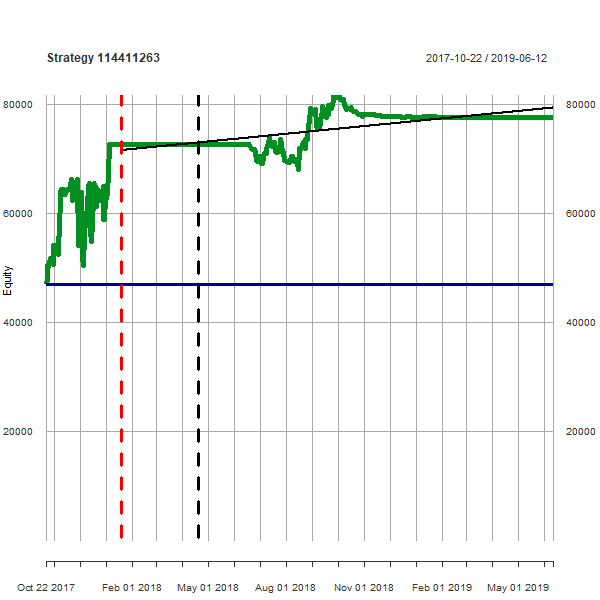 Strategy 114411263
2017-10-22 / 2019-06-12
80000
80000
60000
60000
Equity
40000
40000
20000
20000
Oct 22 2017
Feb 01 2018
May 01 2018
Aug 01 2018
Nov 01 2018
Feb 01 2019
May 01 2019